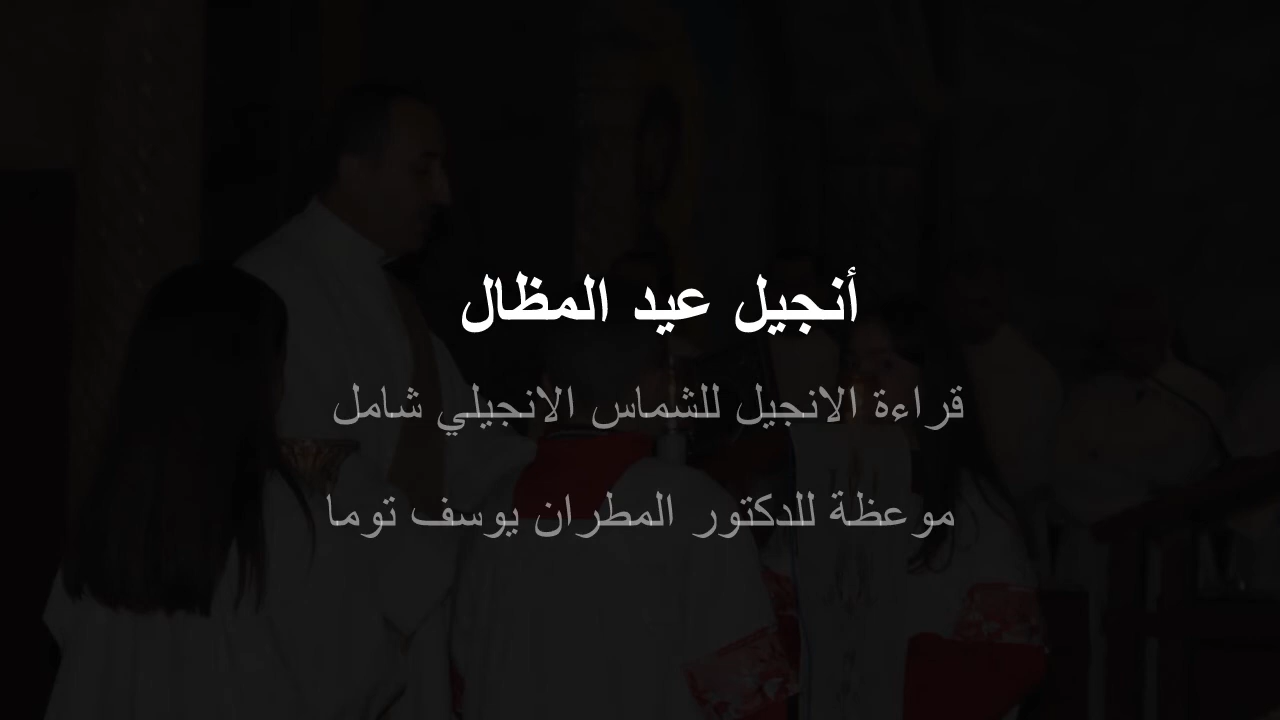 أنجيل عيد المظال
قراءة الانجيل للشماس الانجيلي شامل
موعظة للدكتور المطران يوسف توما